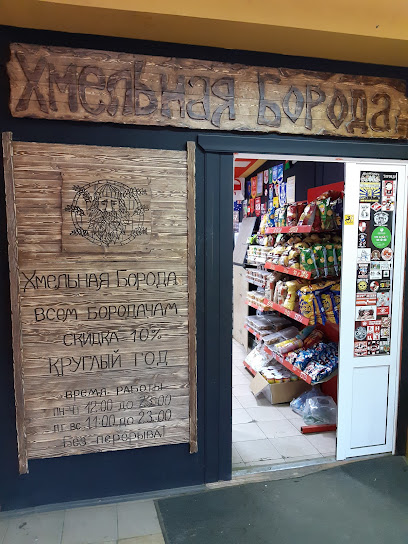 Хмельная Борода
Хмельная Борода
всем бородачам
скидка 10%
круглый год
время работы
пн-чт 12:00 до 23:00
пт-вс 11:00 до 23:00
без перерыва!